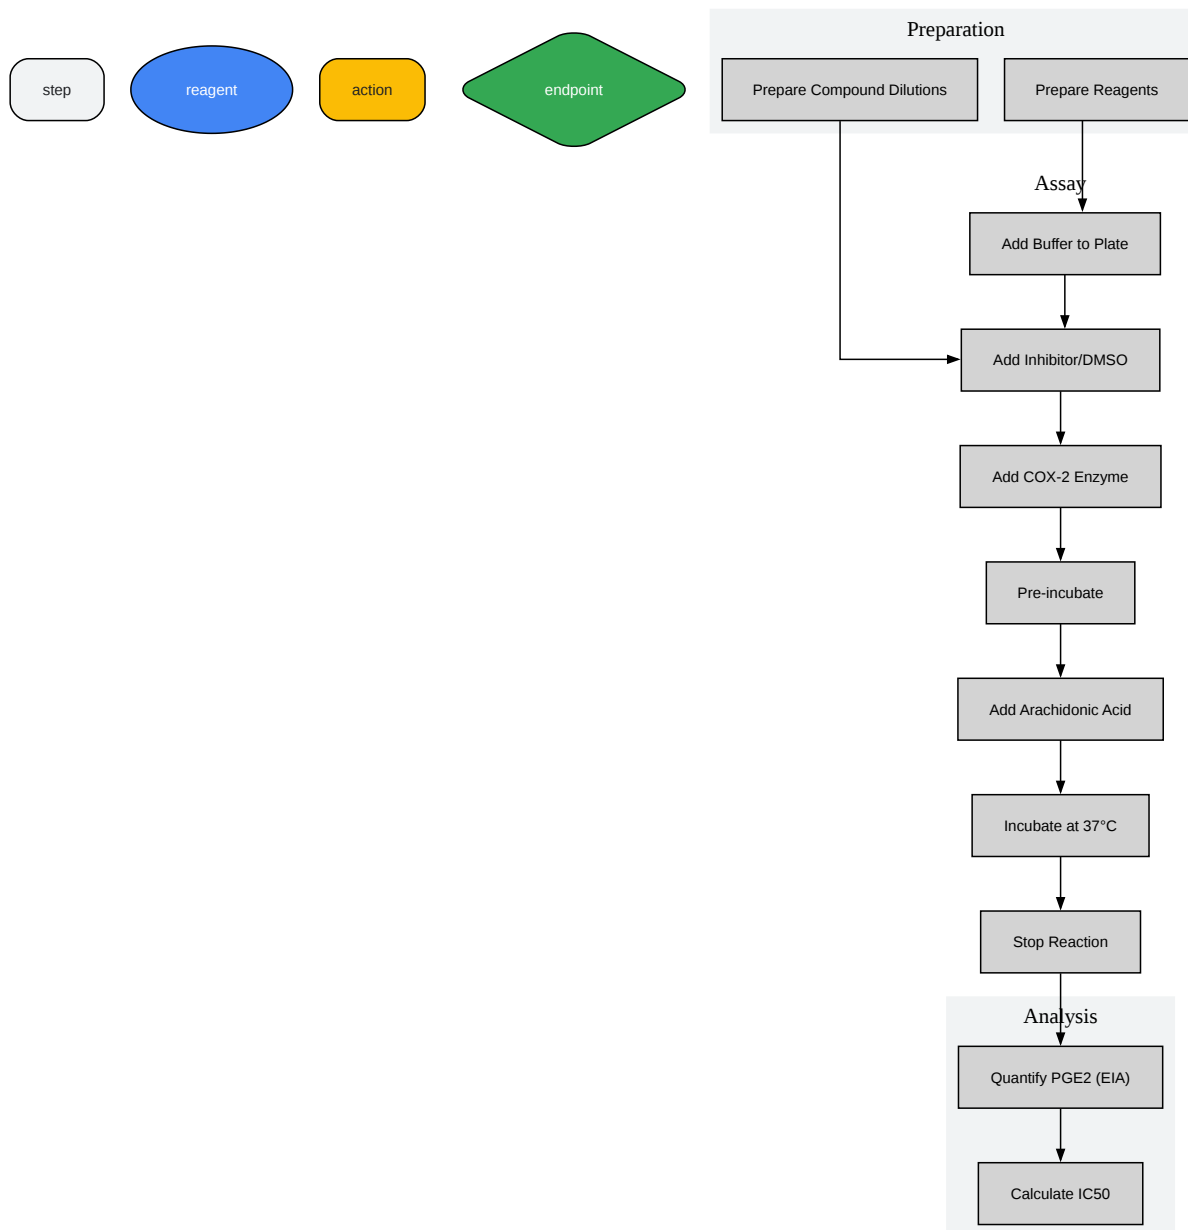 Preparation
step
reagent
action
endpoint
Prepare Compound Dilutions
Prepare Reagents
Assay
Add Buffer to Plate
Add Inhibitor/DMSO
Add COX-2 Enzyme
Pre-incubate
Add Arachidonic Acid
Incubate at 37°C
Stop Reaction
Analysis
Quantify PGE2 (EIA)
Calculate IC50